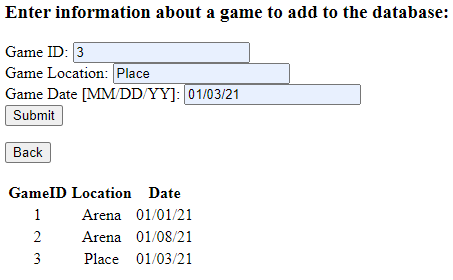 Enter information about a game to add to the database:
Game ID: 3
Game Location: Place
Game Date [MM/DD/YY]: 01/03/21
Submit
Back
GameID Location Date
1 Arena 01/01/21
2 Arena 01/08/21
3 Place 01/03/21